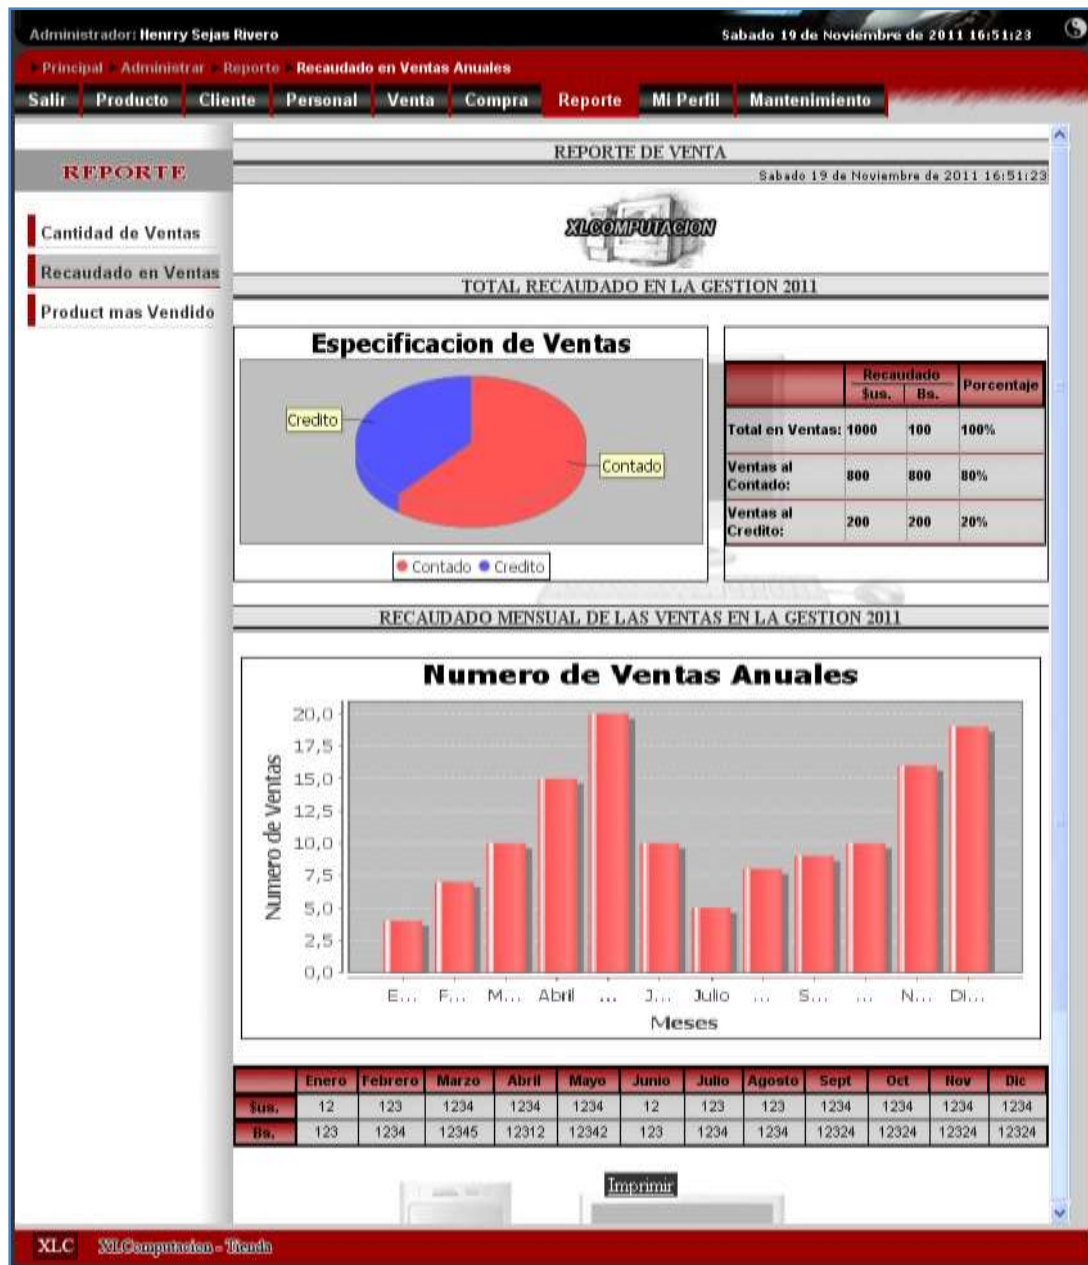 Administrador: Henrry Sejas Rivero
Sabado 19 de Noviembre de 2011 16:51:23
Principal Administrar Reporte Recaudado en Ventas Anuales
Salir Producto Cliente Personal Venta Compra Reporte Mi Perfil Mantenimiento
REPORTE
Cantidad de Ventas
Recaudado en Ventas
Product mas Vendido
REPORTE DE VENTA
Sabado 19 de Noviembre de 2011 16:51:23
XLCOMPUTACION
TOTAL RECAUDADO EN LA GESTION 2011
Especificacion de Ventas
Credito
Contado
Contado Credito
Recaudado Porcentaje
$us. Bs.
Total en Ventas: 1000 100 100%
Ventas al Contado: 800 800 80%
Ventas al Credito: 200 200 20%
RECAUDADO MENSUAL DE LAS VENTAS EN LA GESTION 2011
Numero de Ventas Anuales
Numero de Ventas
20,0
17,5
15,0
12,5
10,0
7,5
5,0
2,5
0,0
E... F... M... Abril ... J... Julio ... S... ... N... Di...
Meses
Enero Febrero Marzo Abril Mayo Junio Julio Agosto Sept Oct Nov Dic
$us. 12 123 1234 1234 1234 12 123 123 1234 1234 1234 1234
Bs. 123 1234 12345 12312 12342 123 1234 1234 12324 12324 12324 12324
Imprimir
XLC XLComputacion - Tienda